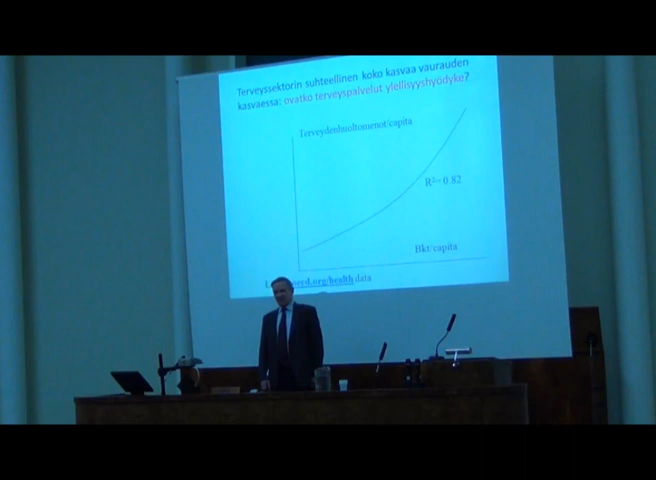 Terveyssektorin suhteellinen koko kasvaa vaurauden
kasvaessa: ovatko terveyspalvelut ylellisyyshyödyke?
Terveydenhuoltomenot/capita
R²= 0.82
Bkt/capita
oecd.org/health data